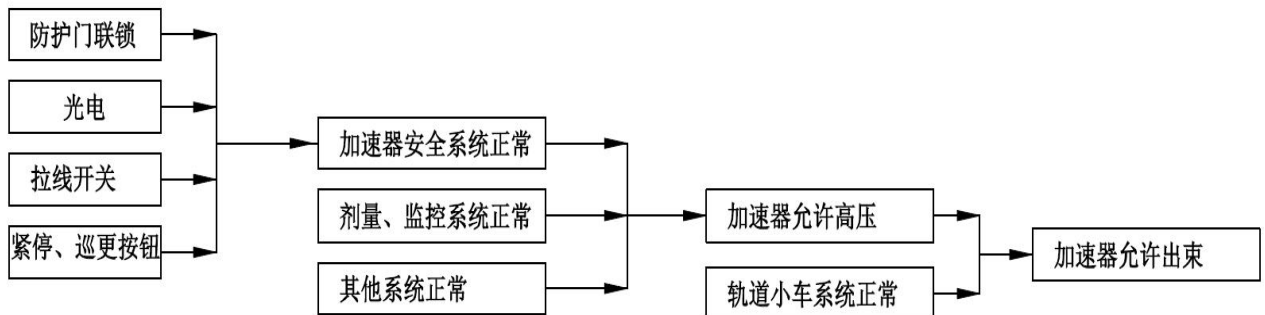 防护门联锁
光电
拉线开关
紧停、巡更按钮
加速器安全系统正常
剂量、监控系统正常
其他系统正常
加速器允许高压
轨道小车系统正常
加速器允许出束